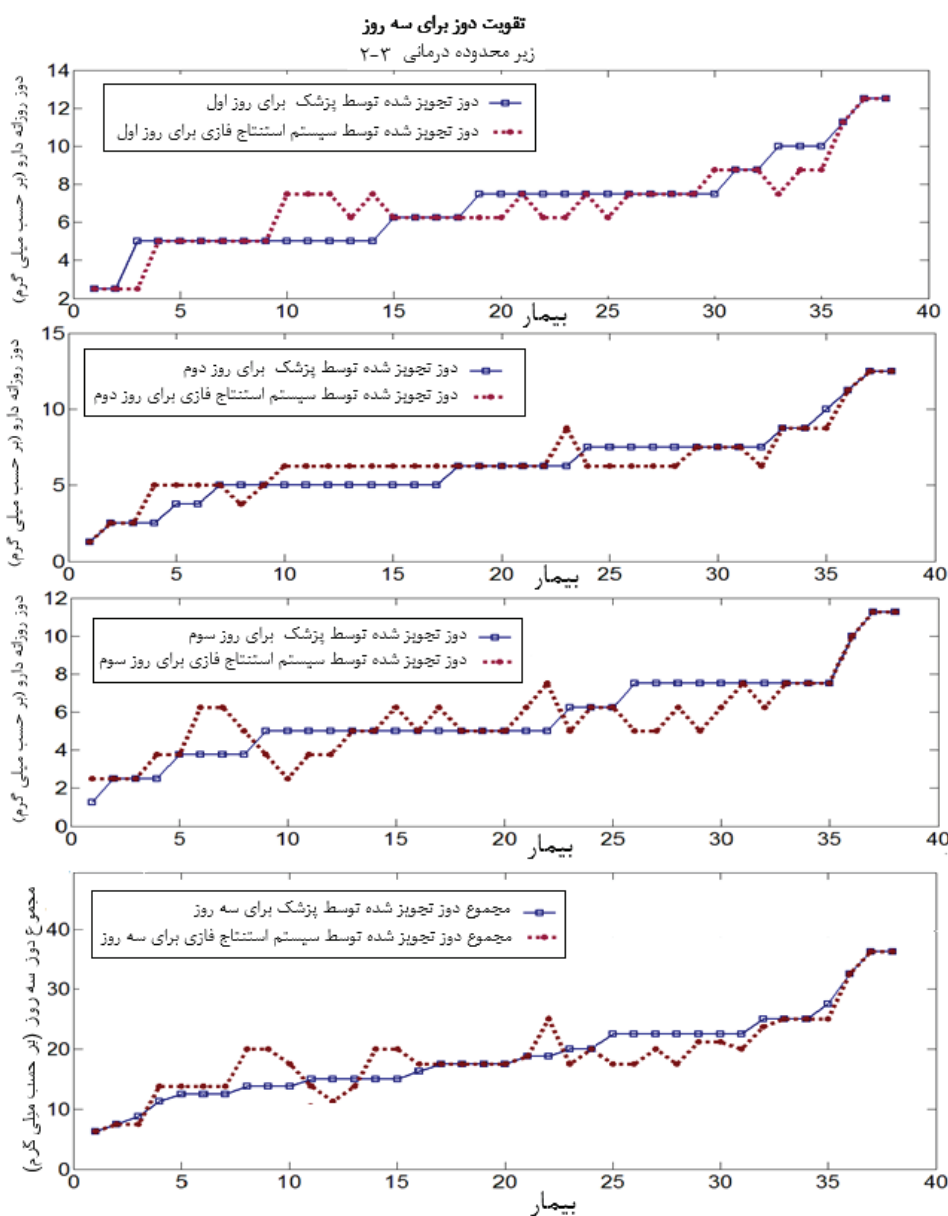 تقویت دوز برای سه روز
زیر محدوده درمانی ۳-۲
دوز روزانه دارو (بر حسب میلی گرم)
14
12
10
8
6
4
2
دوز تجویز شده توسط پزشک برای روز اول
دوز تجویز شده توسط سیستم استنتاج فازی برای روز اول
0 5 10 15 20 25 30 35 40
بیمار
دوز روزانه دارو (بر حسب میلی گرم)
15
10
5
0
دوز تجویز شده توسط پزشک برای روز دوم
دوز تجویز شده توسط سیستم استنتاج فازی برای روز دوم
0 5 10 15 20 25 30 35 40
بیمار
دوز روزانه دارو (بر حسب میلی گرم)
12
10
8
6
4
2
0
دوز تجویز شده توسط پزشک برای روز سوم
دوز تجویز شده توسط سیستم استنتاج فازی برای روز سوم
0 5 10 15 20 25 30 35 40
بیمار
مجموع دوز سه روز (بر حسب میلی گرم)
40
30
20
10
0
مجموع دوز تجویز شده توسط پزشک برای سه روز
مجموع دوز تجویز شده توسط سیستم استنتاج فازی برای سه روز
0 5 10 15 20 25 30 35 40
بیمار